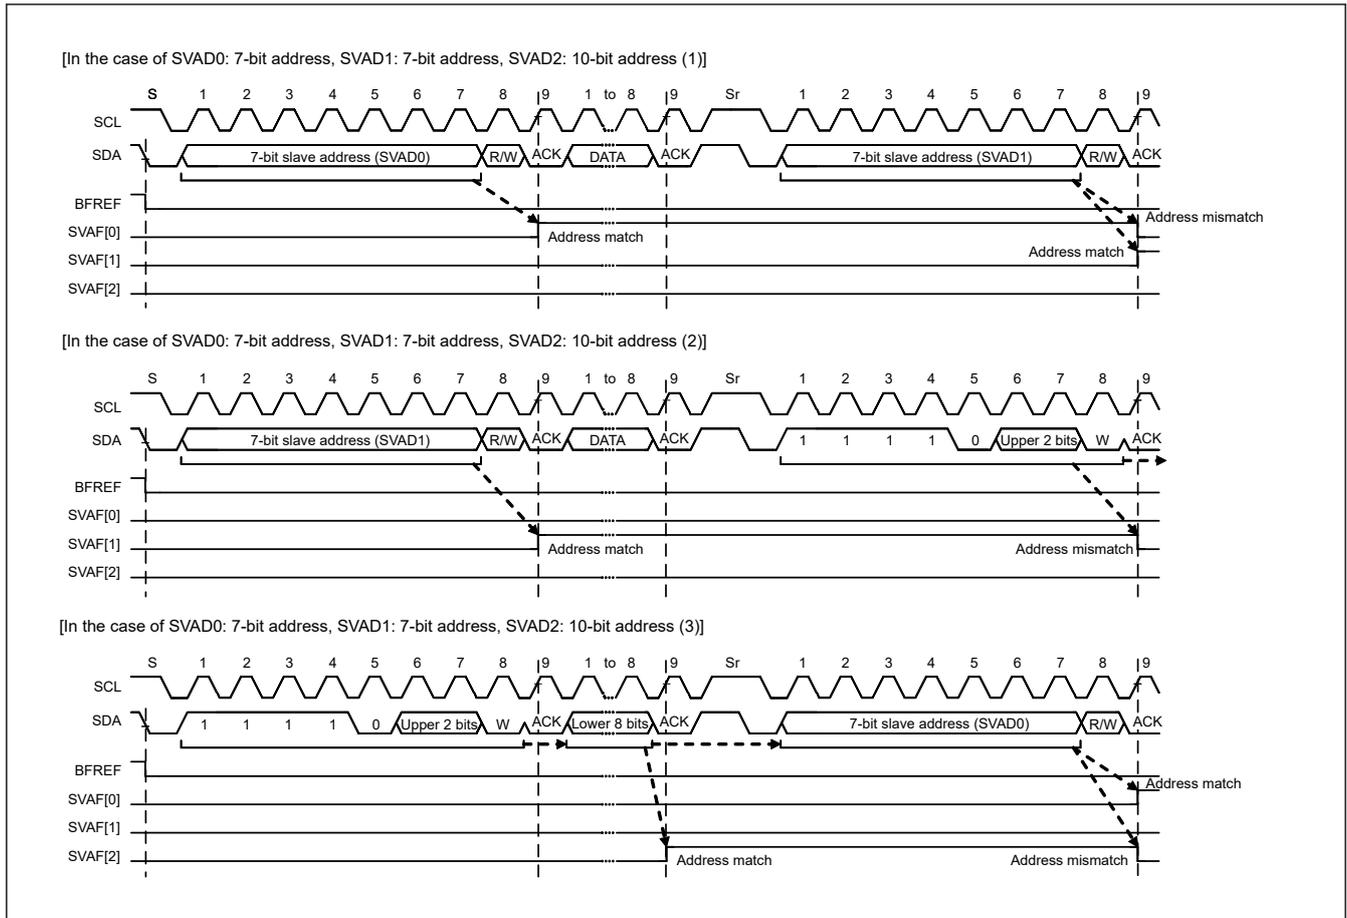 [In the case of SVAD0: 7-bit address, SVAD1: 7-bit address, SVAD2: 10-bit address (1)]
S 1 2 3 4 5 6 7 8 9 1 to 8 9 Sr 1 2 3 4 5 6 7 8 9
SCL
SDA 7-bit slave address (SVAD0) R/W ACK DATA ACK 7-bit slave address (SVAD1) R/W ACK
BFREF
Address mismatch
SVAF[0] Address match
Address match
SVAF[1]
SVAF[2]
[In the case of SVAD0: 7-bit address, SVAD1: 7-bit address, SVAD2: 10-bit address (2)]
S 1 2 3 4 5 6 7 8 9 1 to 8 9 Sr 1 2 3 4 5 6 7 8 9
SCL
SDA 7-bit slave address (SVAD1) R/W ACK DATA ACK 1 1 1 1 0 Upper 2 bits W ACK
BFREF
SVAF[0]
SVAF[1] Address match Address mismatch
SVAF[2]
[In the case of SVAD0: 7-bit address, SVAD1: 7-bit address, SVAD2: 10-bit address (3)]
S 1 2 3 4 5 6 7 8 9 1 to 8 9 Sr 1 2 3 4 5 6 7 8 9
SCL
SDA 1 1 1 1 0 Upper 2 bits W ACK Lower 8 bits ACK 7-bit slave address (SVAD0) R/W ACK
BFREF
Address match
SVAF[0]
SVAF[1]
SVAF[2] Address match Address mismatch